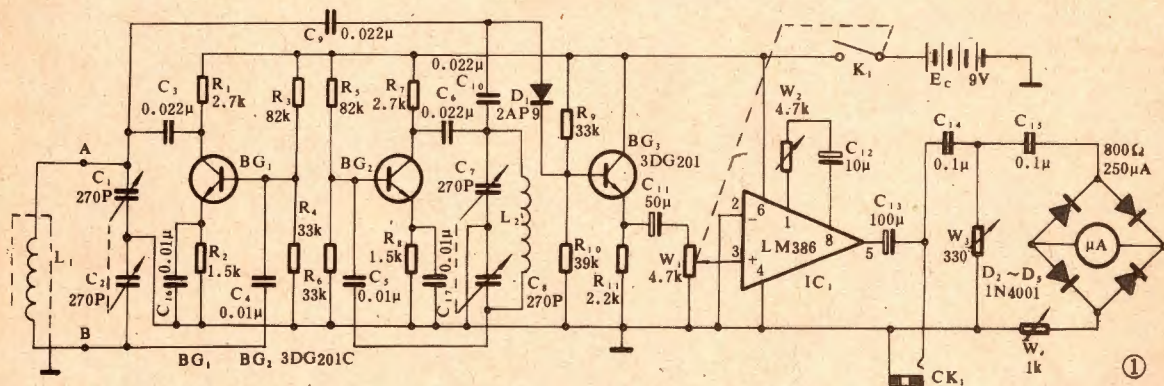 C₉ 0.022μ
C₃
0.022μ
R₁
2.7k
R₃
82k
R₅
82k
R₇
2.7k
0.022μ
C₁₀
C₆
0.022μ
D₁
2AP9
R₉
33k
BG₃
3DG201
K₁
E_C 9V
W₂
4.7k
C₁₂
10μ
C₁₄
0.1μ
C₁₅
0.1μ
800Ω
250μA
A
C₁
270P
BG₁
BG₂
C₇
270P
L₂
C₁₁
50μ
L₁
C₂
270P
B
C₁₆
0.01μ
R₂
1.5k
C₄
0.01μ
R₄
33k
R₆
33k
C₅
0.01μ
R₈
1.5k
C₁₇
0.01μ
C₈
270P
R₁₀
39k
R₁₁
2.2k
W₁
4.7k
2
3
6
4
1
8
5
−
+
LM386
IC₁
C₁₃
100μ
W₃
330
μA
D₂~D₅
1N4001
W₄
1k
BG₁ BG₂ 3DG201C
CK₁
①